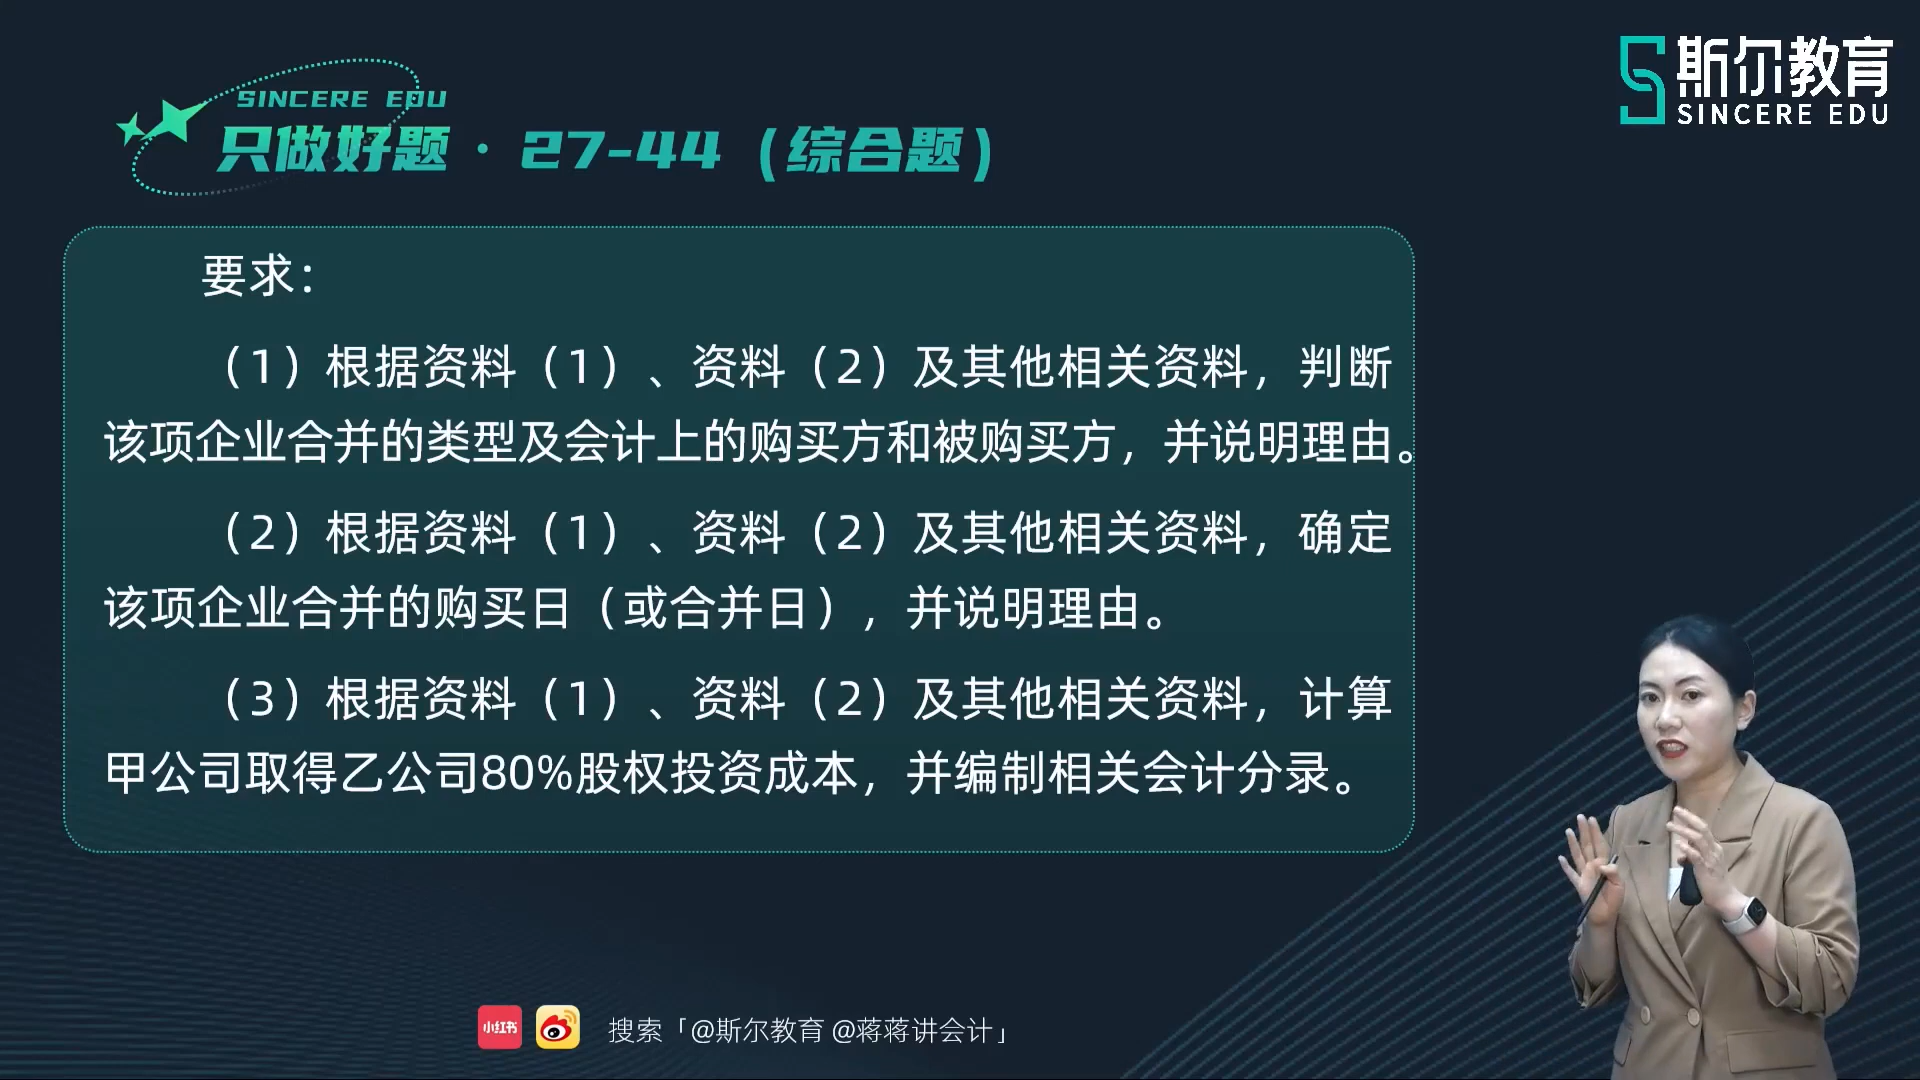 SINCERE EDU
只做好题·27-44（综合题）
斯尔教育
SINCERE EDU
要求：
（1）根据资料（1）、资料（2）及其他相关资料，判断
该项企业合并的类型及会计上的购买方和被购买方，并说明理由。
（2）根据资料（1）、资料（2）及其他相关资料，确定
该项企业合并的购买日（或合并日），并说明理由。
（3）根据资料（1）、资料（2）及其他相关资料，计算
甲公司取得乙公司80%股权投资成本，并编制相关会计分录。
小红书
搜索「@斯尔教育 @蒋蒋讲会计」